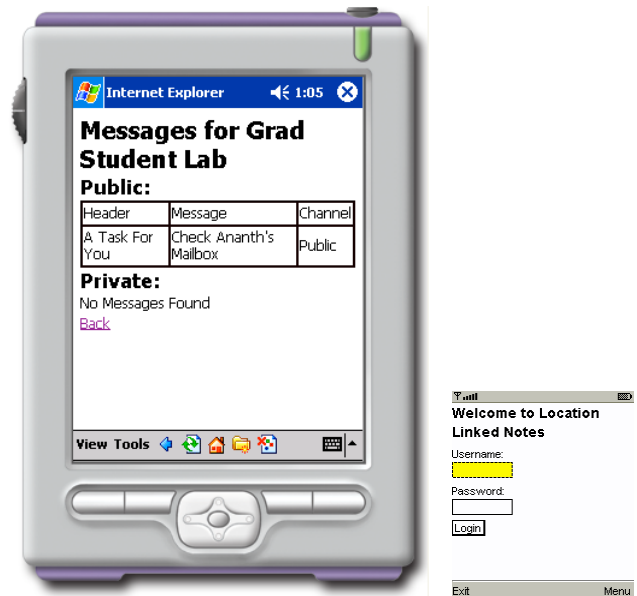 Internet Explorer 1:05
Messages for Grad
Student Lab
Public:
Header Message Channel
A Task For You Check Ananth's Mailbox Public
Private:
No Messages Found
Back
View Tools
Welcome to Location
Linked Notes
Username:
Password:
Login
Exit Menu